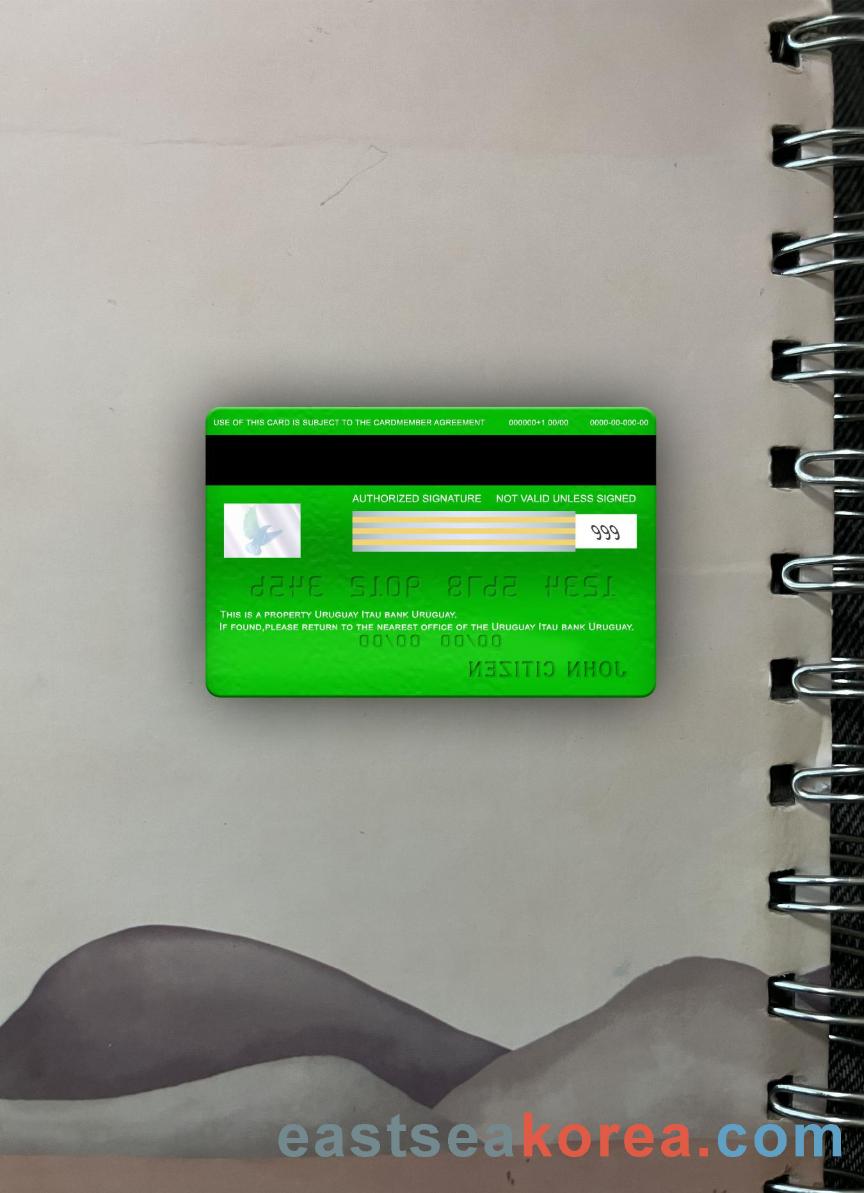 USE OF THIS CARD IS SUBJECT TO THE CARDMEMBER AGREEMENT 000000+1 00/00 0000-00-000-00
AUTHORIZED SIGNATURE NOT VALID UNLESS SIGNED
999
1234 5678 9012 3456
THIS IS A PROPERTY URUGUAY ITAU BANK URUGUAY.
IF FOUND,PLEASE RETURN TO THE NEAREST OFFICE OF THE URUGUAY ITAU BANK URUGUAY.
00/00 00/00
JOHN CITIZEN
eastseakorea.com